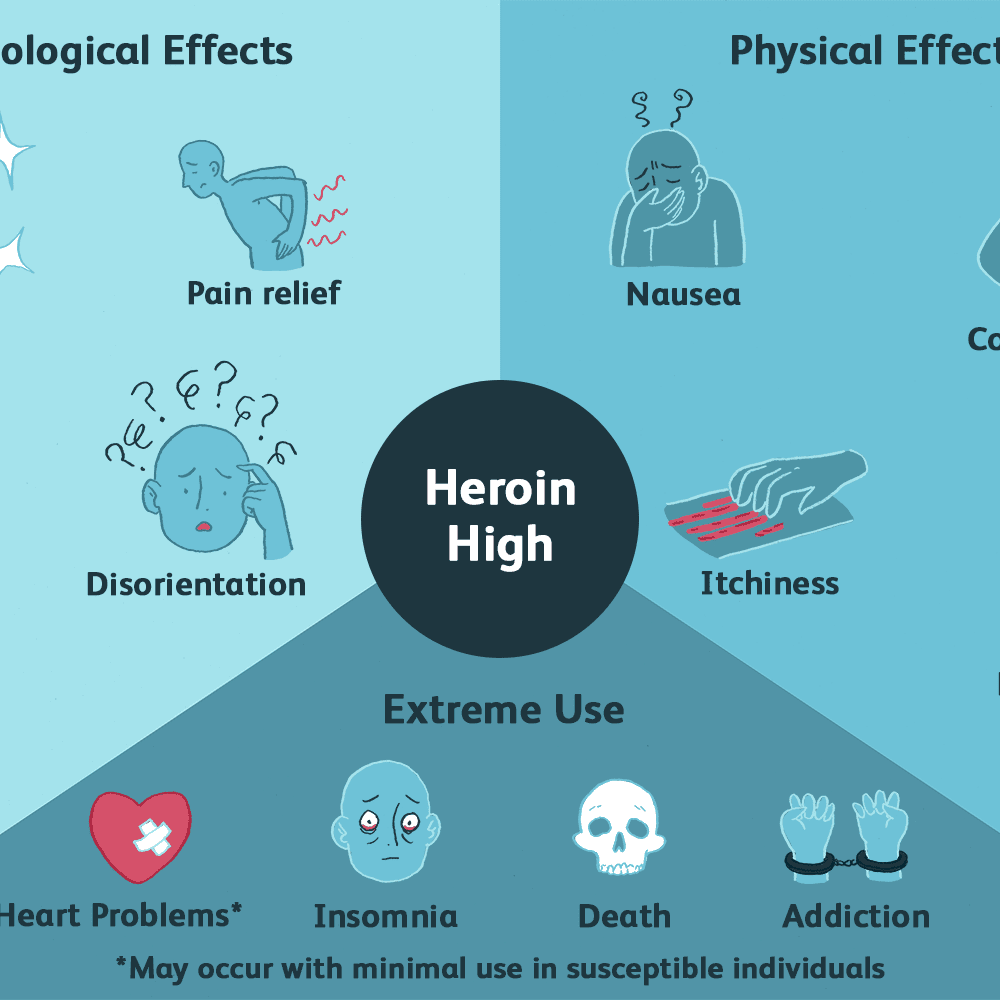 ological Effects
Physical Effect
Pain relief
Nausea
Co
Disorientation
Heroin
High
Itchiness
Extreme Use
Heart Problems*
Insomnia
Death
Addiction
*May occur with minimal use in susceptible individuals